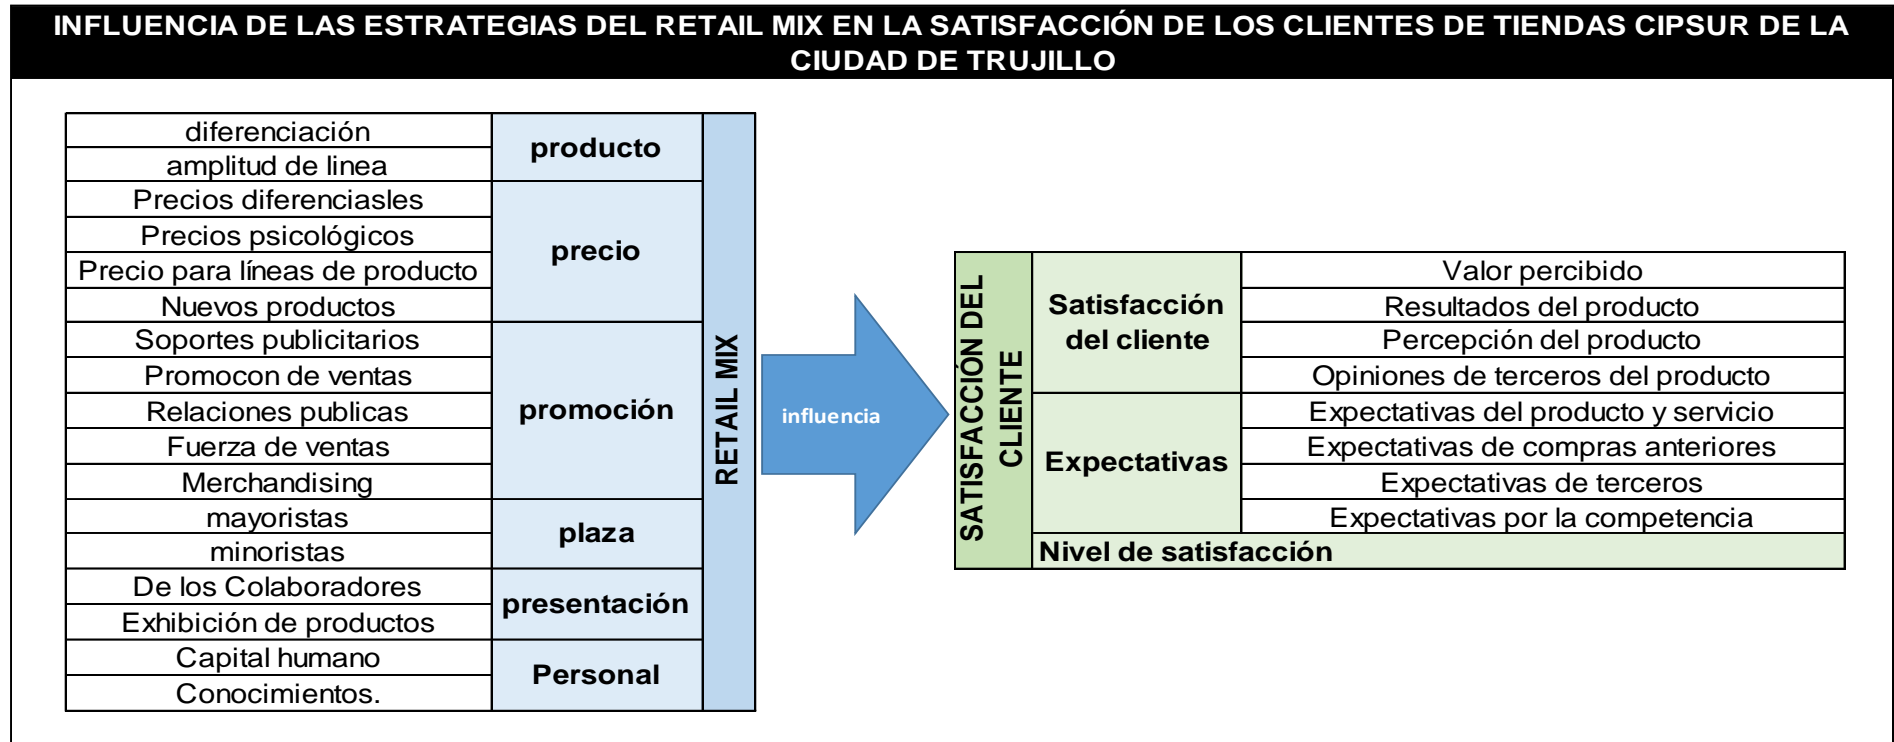 INFLUENCIA DE LAS ESTRATEGIAS DEL RETAIL MIX EN LA SATISFACCIÓN DE LOS CLIENTES DE TIENDAS CIPSUR DE LA
CIUDAD DE TRUJILLO
diferenciación
amplitud de linea
producto
Precios diferenciasles
Precios psicológicos
Precio para líneas de producto
Nuevos productos
precio
Soportes publicitarios
Promocon de ventas
Relaciones publicas
Fuerza de ventas
Merchandising
promoción
mayoristas
minoristas
plaza
De los Colaboradores
Exhibición de productos
presentación
Capital humano
Conocimientos.
Personal
RETAIL MIX
influencia
SATISFACCIÓN DEL
CLIENTE
Satisfacción
del cliente
Valor percibido
Resultados del producto
Percepción del producto
Opiniones de terceros del producto
Expectativas
Expectativas del producto y servicio
Expectativas de compras anteriores
Expectativas de terceros
Expectativas por la competencia
Nivel de satisfacción